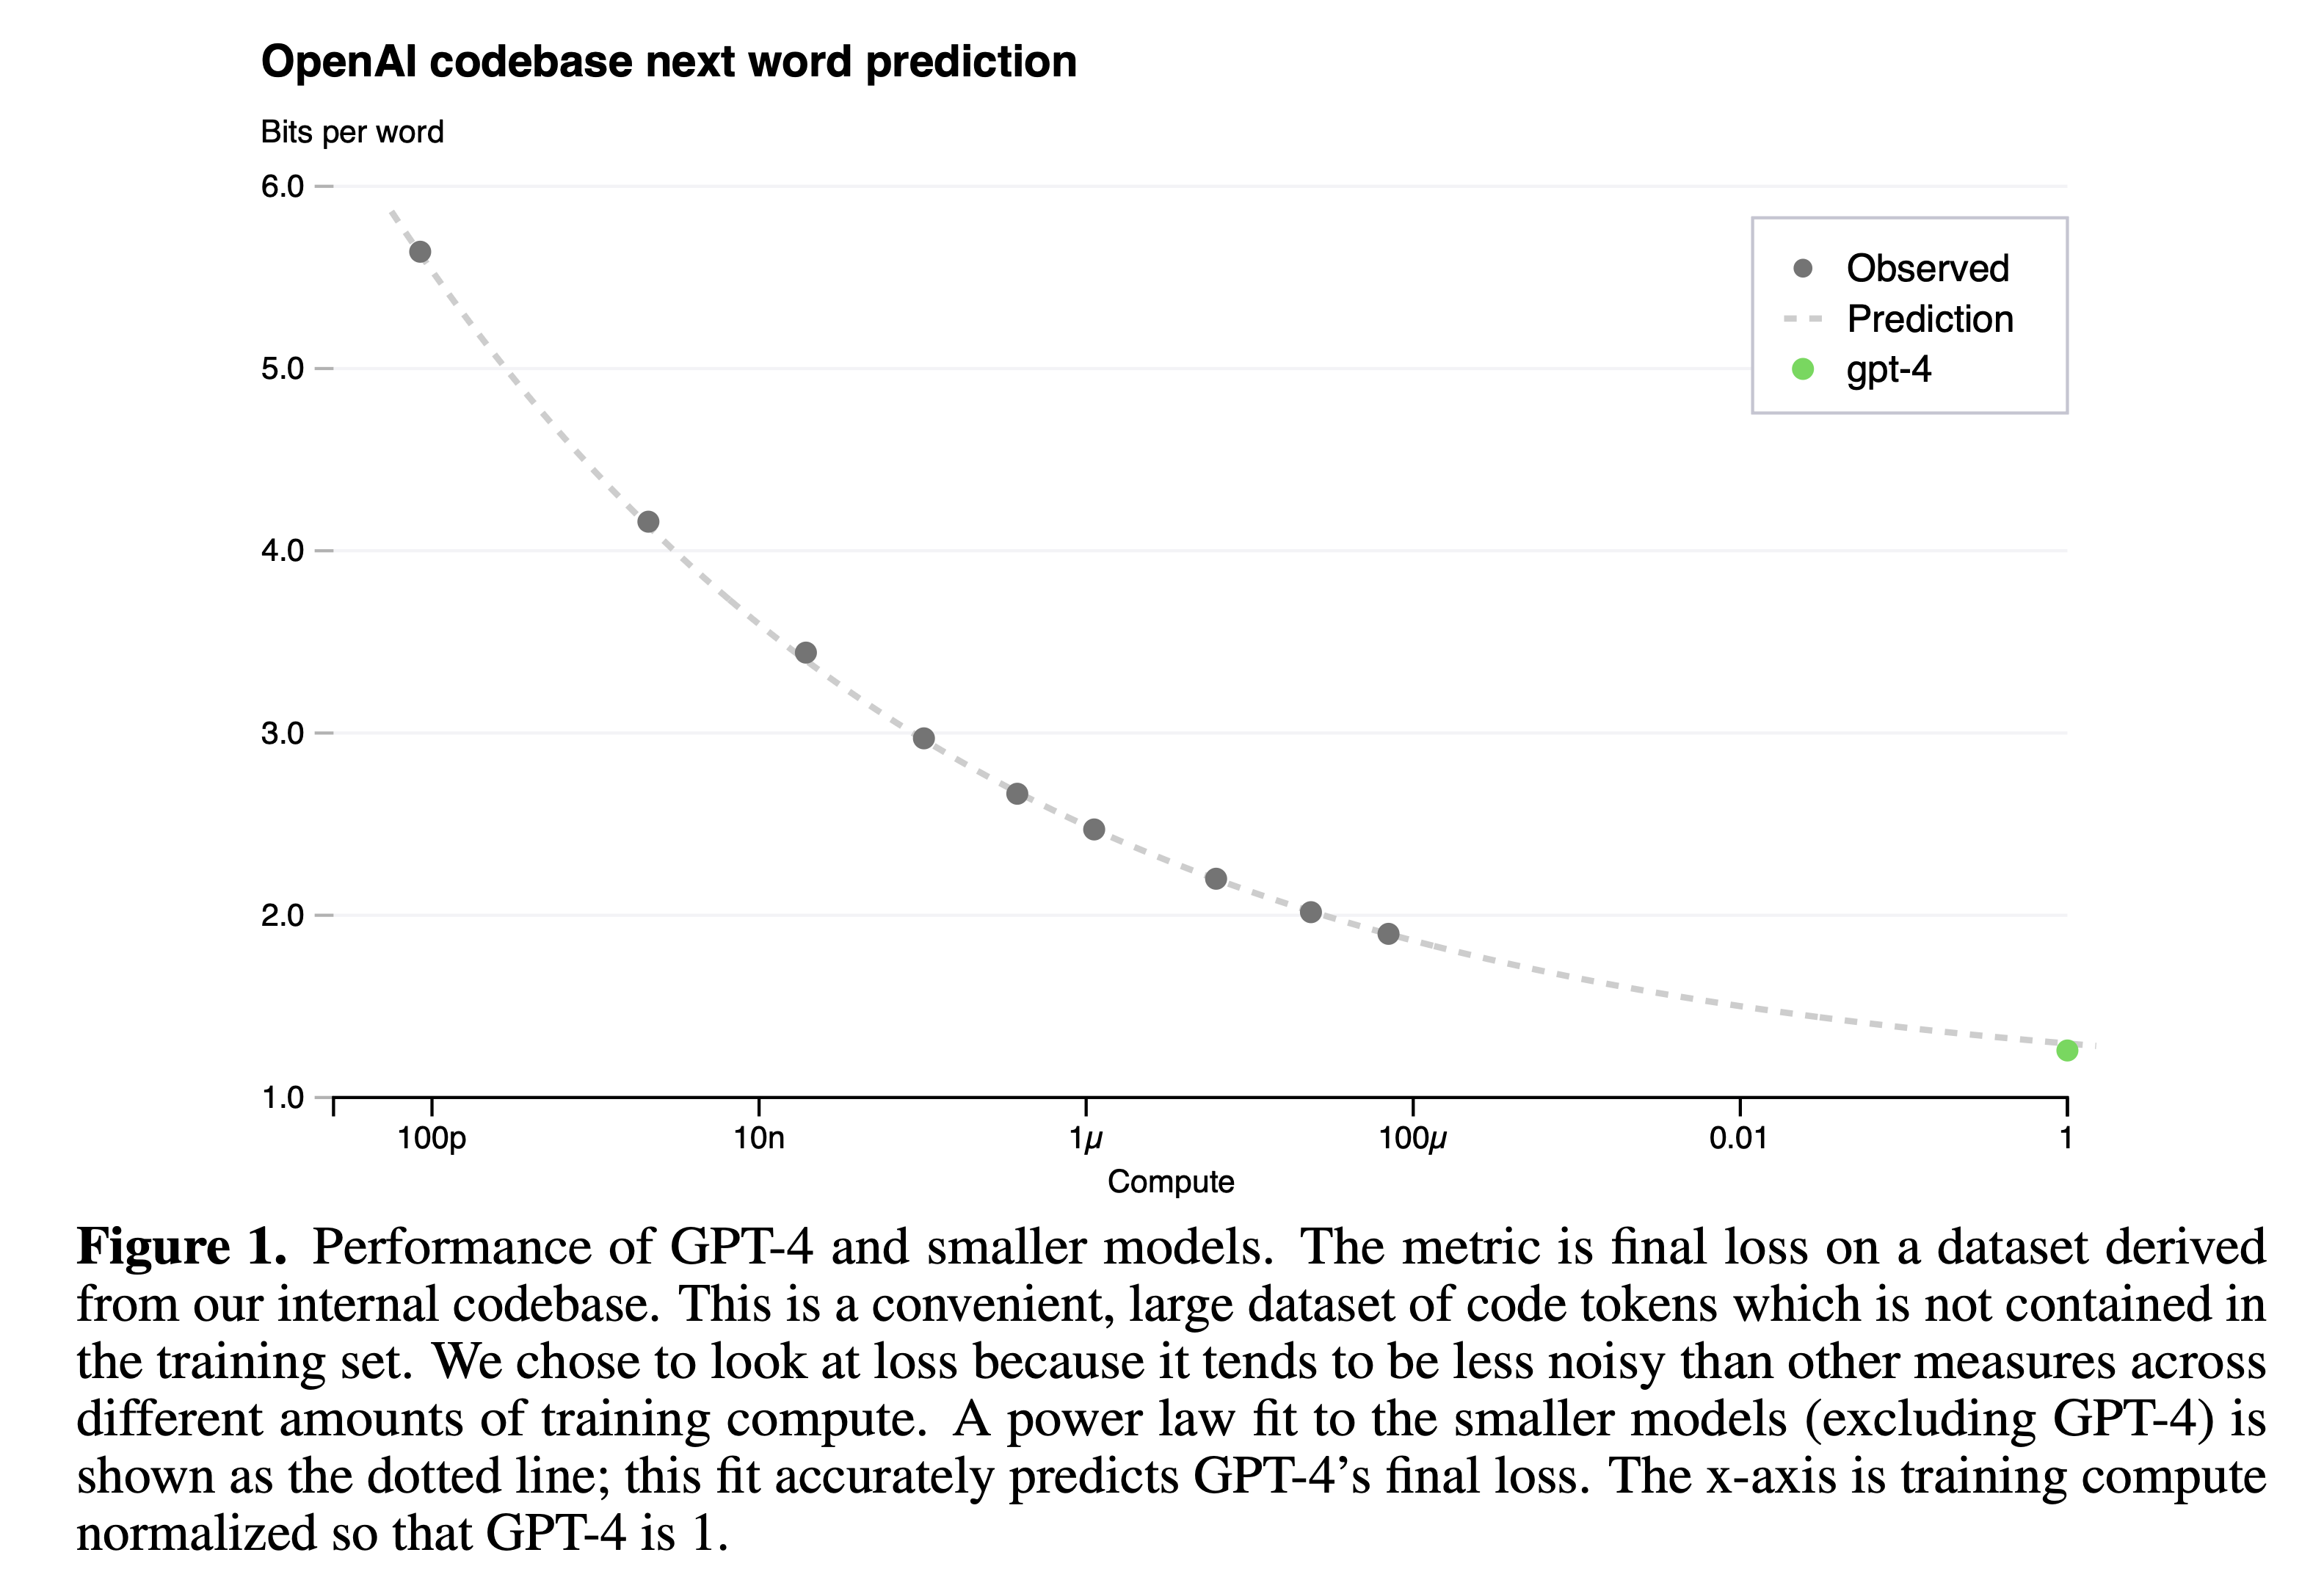 OpenAI codebase next word prediction
Bits per word
6.0
5.0
4.0
3.0
2.0
1.0
Observed
Prediction
gpt-4
100p
10n
1µ
100µ
0.01
1
Compute
Figure 1. Performance of GPT-4 and smaller models. The metric is final loss on a dataset derived
from our internal codebase. This is a convenient, large dataset of code tokens which is not contained in
the training set. We chose to look at loss because it tends to be less noisy than other measures across
different amounts of training compute. A power law fit to the smaller models (excluding GPT-4) is
shown as the dotted line; this fit accurately predicts GPT-4’s final loss. The x-axis is training compute
normalized so that GPT-4 is 1.